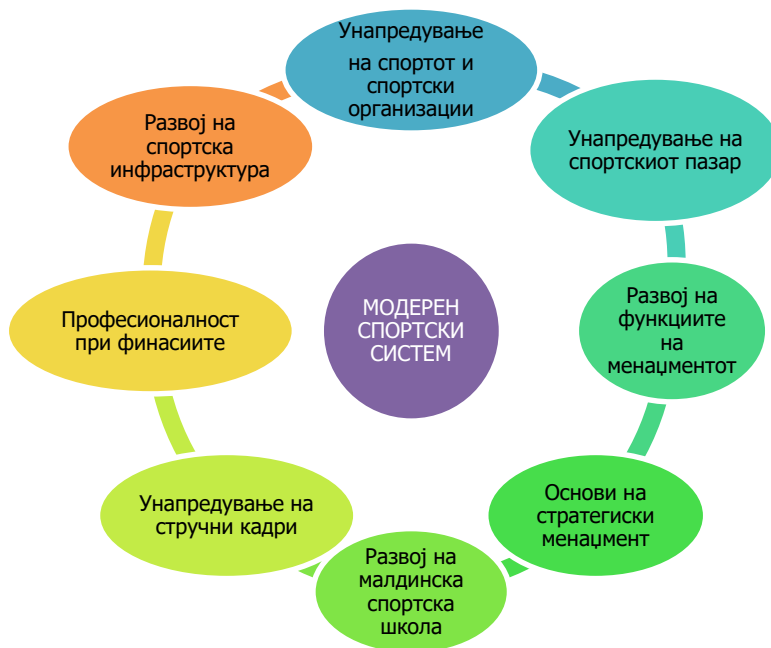 Унапредување
на спортот и
спортски
организации
Унапредување на
спортскиот пазар
Развој на
функциите
на
менаџментот
Основи на
стратегиски
менаџмент
Развој на
малдинска
спортска
школа
Унапредување на
стручни кадри
Професионалност
при финасиите
Развој на
спортска
инфраструктура
МОДЕРЕН
СПОРТСКИ
СИСТЕМ